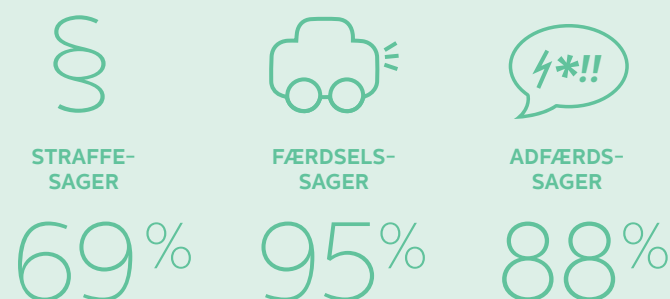 §
⚡*!!
STRAFFE-
SAGER
FÆRDSELS-
SAGER
ADFÆRDS-
SAGER
69%
95%
88%